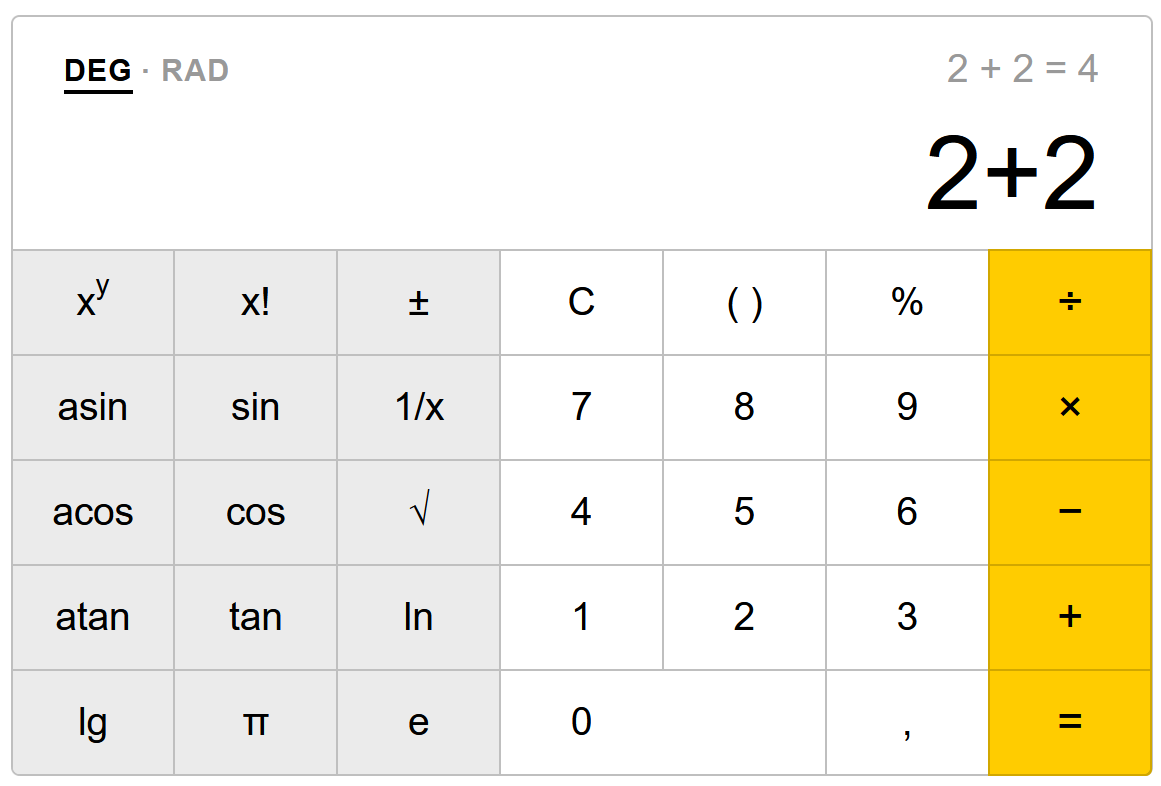 DEG · RAD
2 + 2 = 4
2+2
xʸ x! ± C ( ) % ÷
asin sin 1/x 7 8 9 ×
acos cos √ 4 5 6 −
atan tan ln 1 2 3 +
lg π e 0 , =